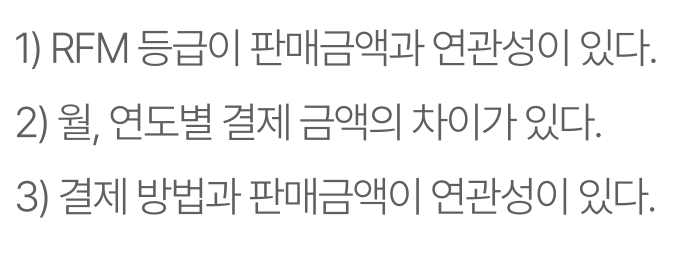 1) RFM 등급이 판매금액과 연관성이 있다.
2) 월, 연도별 결제 금액의 차이가 있다.
3) 결제 방법과 판매금액이 연관성이 있다.